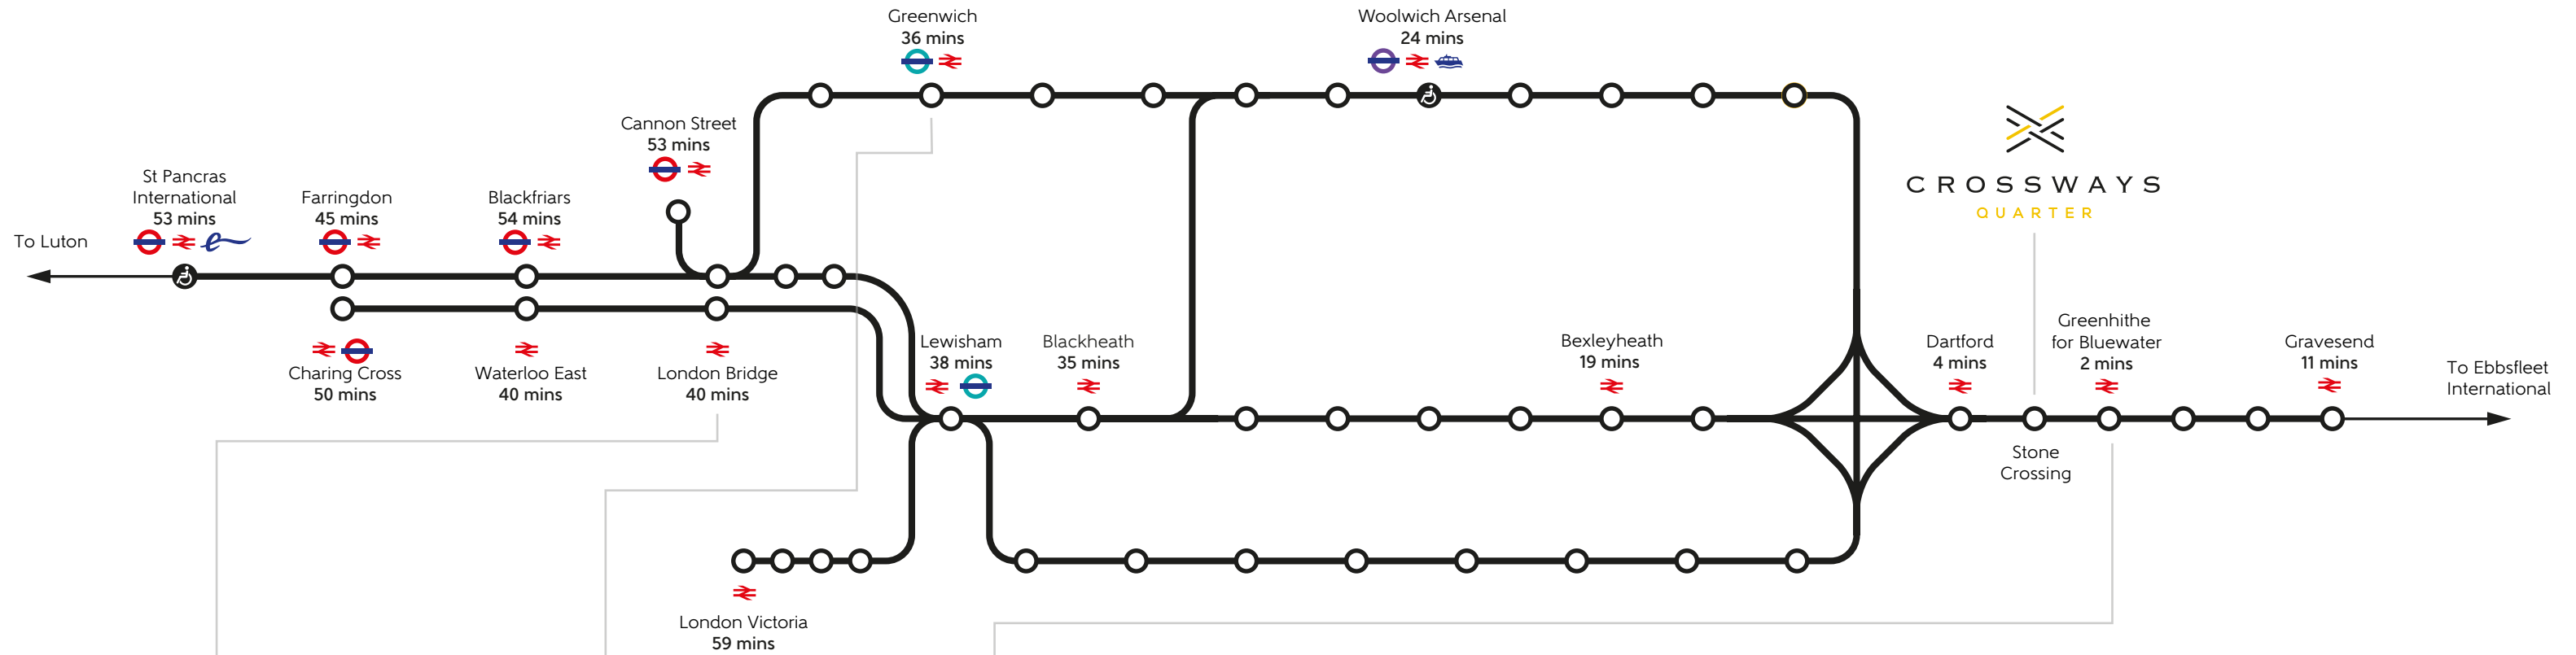 Greenwich
36 mins
Woolwich Arsenal
24 mins
Cannon Street
53 mins
CROSSWAYS
QUARTER
St Pancras
International
53 mins
Farringdon
45 mins
Blackfriars
54 mins
To Luton
Charing Cross
50 mins
Waterloo East
40 mins
London Bridge
40 mins
Lewisham
38 mins
Blackheath
35 mins
Bexleyheath
19 mins
Dartford
4 mins
Greenhithe
for Bluewater
2 mins
Gravesend
11 mins
To Ebbsfleet
International
Stone
Crossing
London Victoria
59 mins